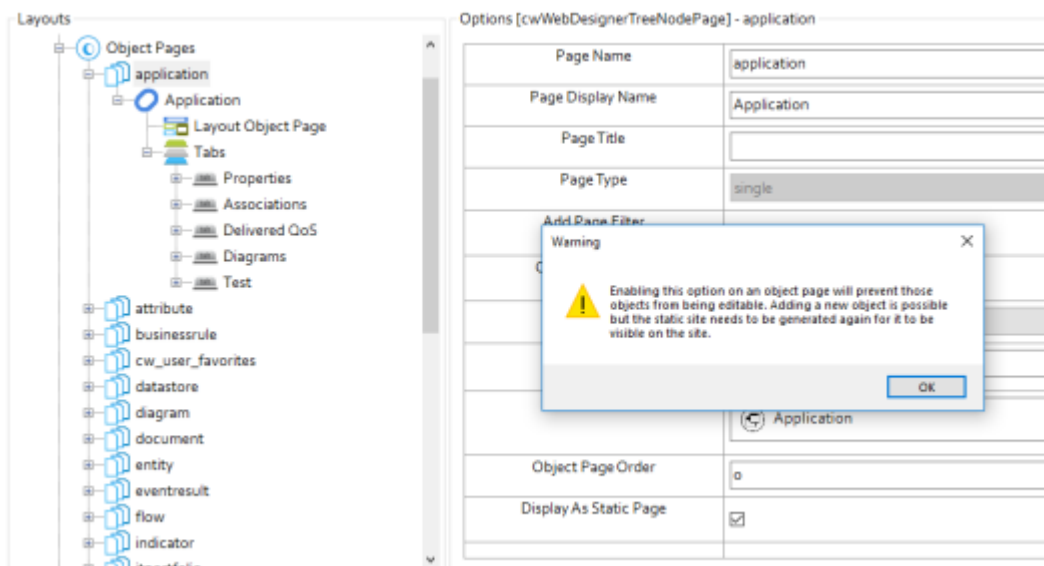 Layouts
Object Pages
application
Application
Layout Object Page
Tabs
Properties
Associations
Delivered QoS
Diagrams
Test
attribute
businessrule
cw_user_favorites
datastore
diagram
document
entity
eventresult
flow
indicator
Options [cwWebDesignerTreeNodePage] - application
Page Name
application
Page Display Name
Application
Page Title
Page Type
single
Add Page Filter
Warning
Enabling this option on an object page will prevent those
objects from being editable. Adding a new object is possible
but the static site needs to be generated again for it to be
visible on the site.
OK
Application
Object Page Order
0
Display As Static Page